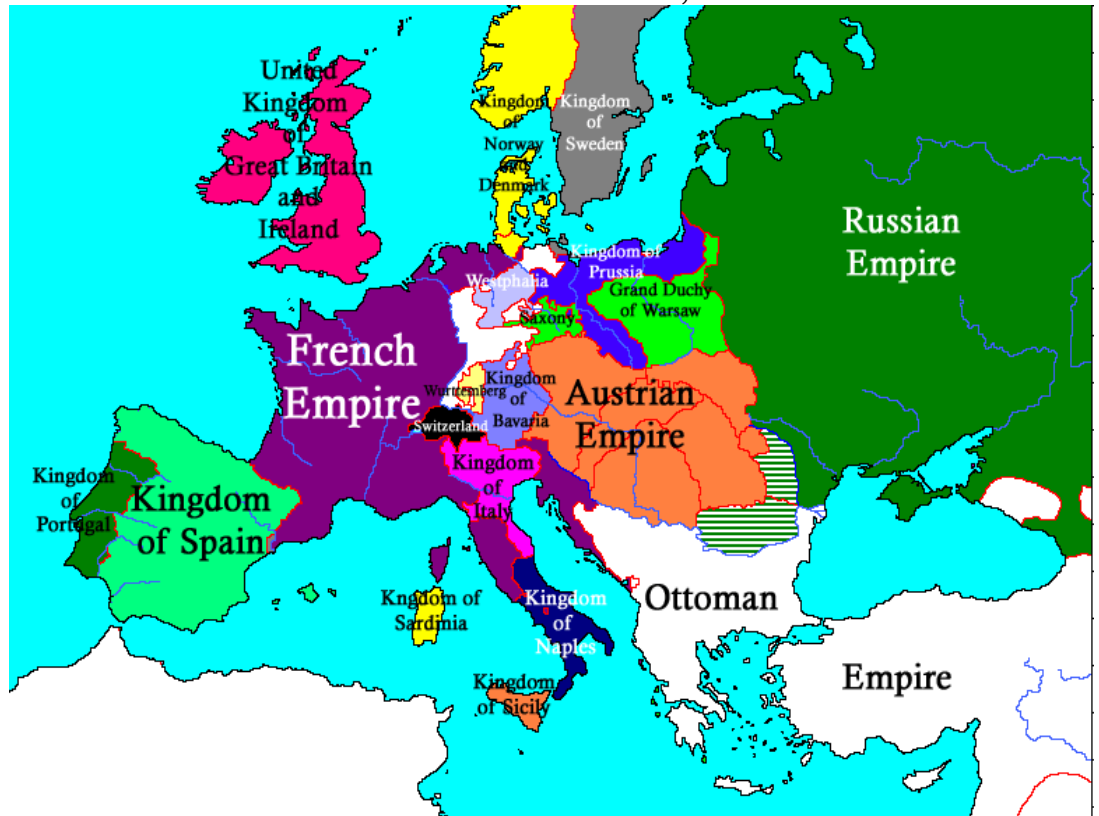 United
Kingdom
of
Great Britain
and
Ireland
Kingdom
of
Norway
and
Denmark
Kingdom
of
Sweden
Russian
Empire
Kingdom of
Prussia
Westphalia
Grand Duchy
of Warsaw
Saxony
French
Empire
Kingdom
of
Bavaria
Wurttemberg
Switzerland
Austrian
Empire
Kingdom
of
Italy
Kingdom
of
Portugal
Kingdom
of Spain
Kngdom of
Sardinia
Kingdom
of
Naples
Ottoman
Empire
Kingdom
of Sicily